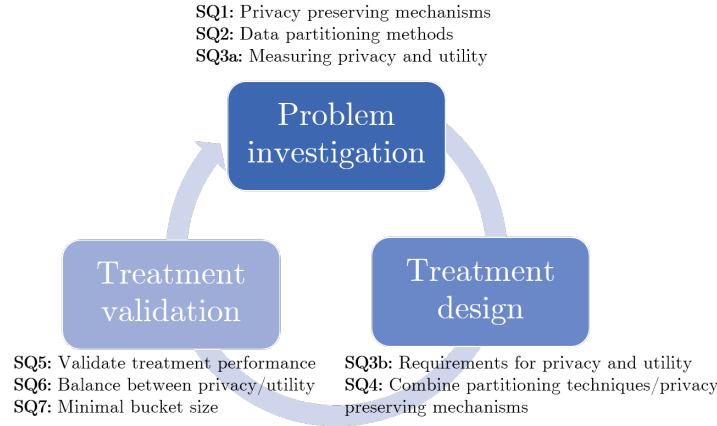 SQ1: Privacy preserving mechanisms
SQ2: Data partitioning methods
SQ3a: Measuring privacy and utility
Problem
investigation
Treatment
validation
Treatment
design
SQ5: Validate treatment performance
SQ6: Balance between privacy/utility
SQ7: Minimal bucket size
SQ3b: Requirements for privacy and utility
SQ4: Combine partitioning techniques/privacy
preserving mechanisms